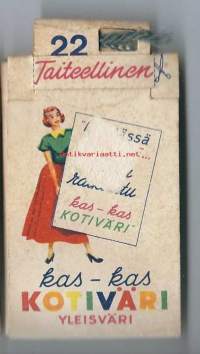 22
Taiteellinen
kas - kas
KOTIVÄRI"
kas - kas
KOTIVÄRI
YLEISVÄRI